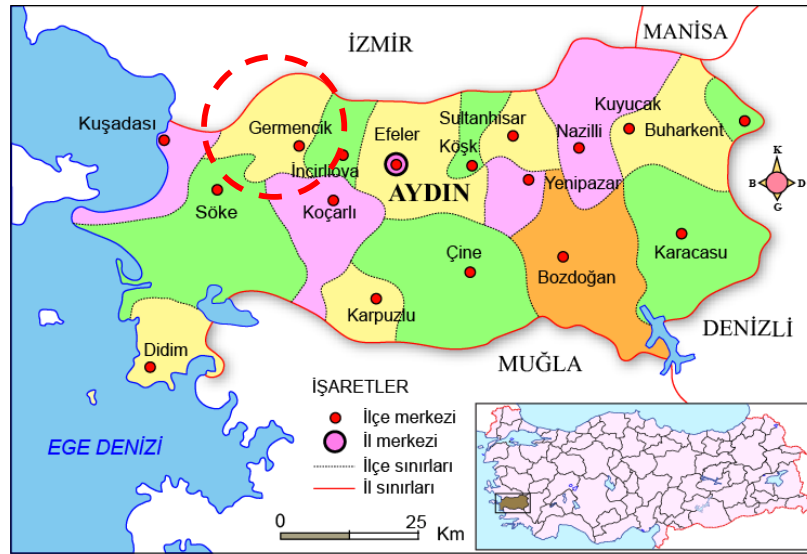 MANİSA
İZMİR
Kuşadası
Germencik
İncirliova
Efeler
AYDIN
Sultanhisar
Köşk
Kuyucak
Nazilli
Buharkent
Yenipazar
Söke
Koçarlı
Çine
Bozdoğan
Karacasu
Karpuzlu
Didim
DENİZLİ
MUĞLA
EGE DENİZİ
K
B D
G
İŞARETLER
İlçe merkezi
İl merkezi
İlçe sınırları
İl sınırları
0 25 Km